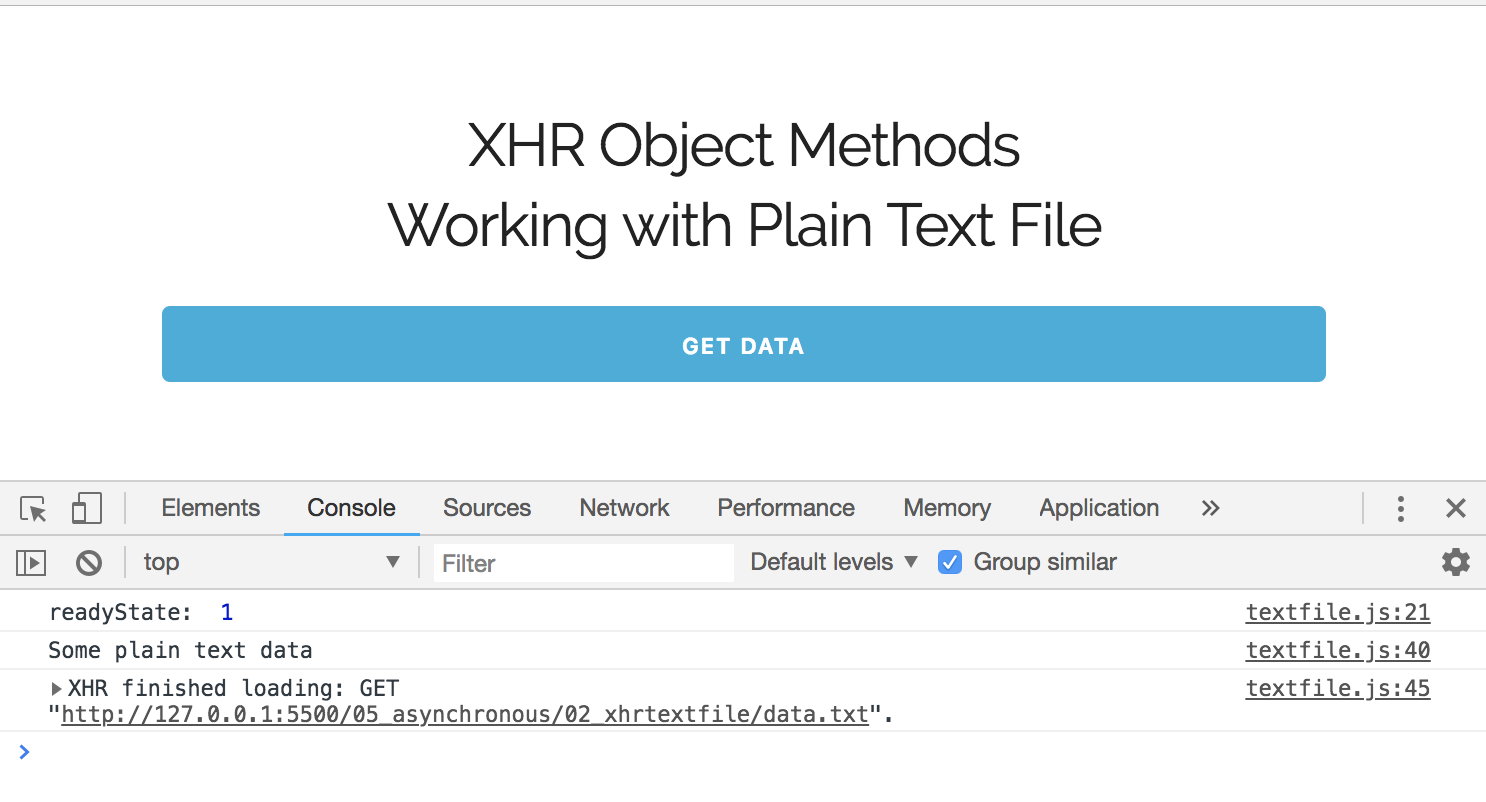 XHR Object Methods
Working with Plain Text File
GET DATA
Elements Console Sources Network Performance Memory Application
top Filter Default levels Group similar
readyState: 1 textfile.js:21
Some plain text data textfile.js:40
XHR finished loading: GET textfile.js:45
"http://127.0.0.1:5500/05_asynchronous/02_xhrtextfile/data.txt".